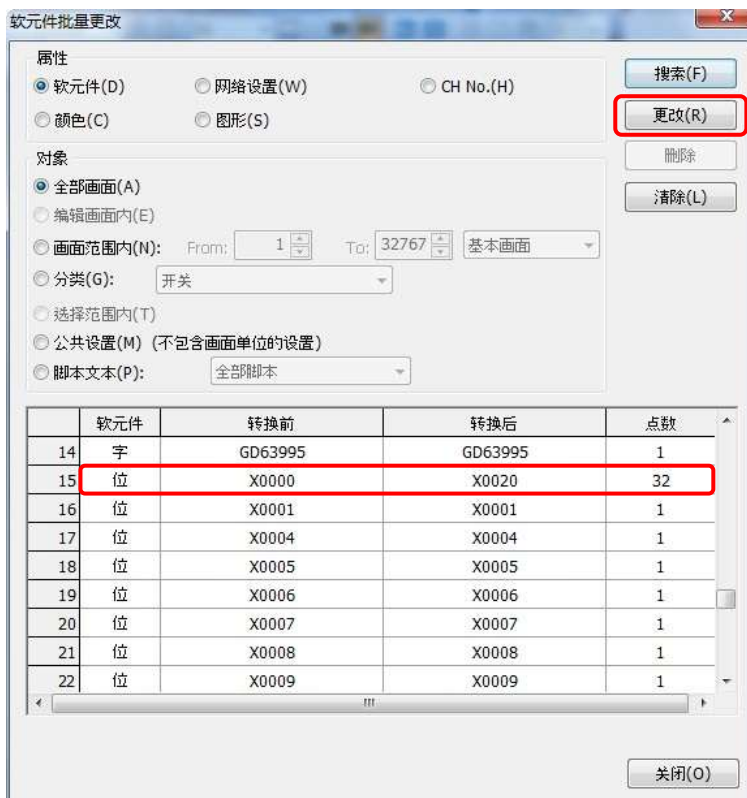 软元件批量更改
属性
软元件(D) 网络设置(W) CH No.(H)
颜色(C) 图形(S)
搜索(F)
更改(R)
删除
清除(L)
对象
全部画面(A)
编辑画面内(E)
画面范围内(N): From: 1 To: 32767 基本画面
分类(G): 开关
选择范围内(T)
公共设置(M) (不包含画面单位的设置)
脚本文本(P): 全部脚本
软元件 转换前 转换后 点数
14 字 GD63995 GD63995 1
15 位 X0000 X0020 32
16 位 X0001 X0001 1
17 位 X0004 X0004 1
18 位 X0005 X0005 1
19 位 X0006 X0006 1
20 位 X0007 X0007 1
21 位 X0008 X0008 1
22 位 X0009 X0009 1
关闭(O)